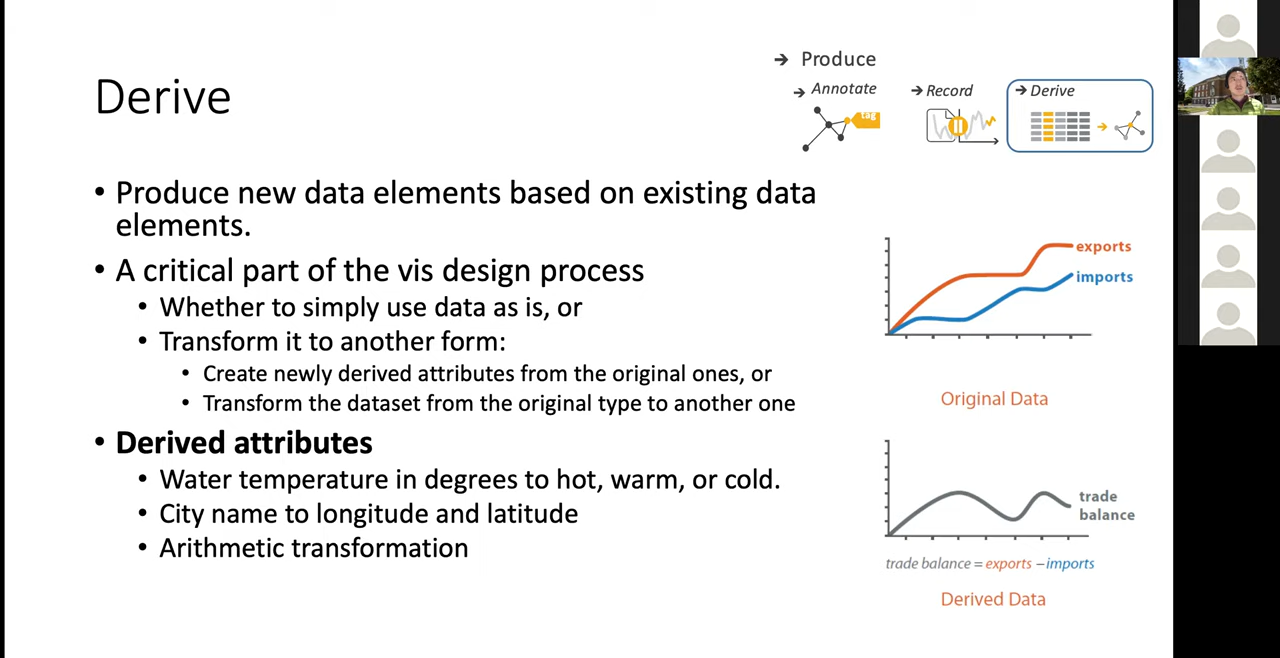 Derive
→ Produce
→ Annotate
→ Record
→ Derive
tag
• Produce new data elements based on existing data
elements.
• A critical part of the vis design process
• Whether to simply use data as is, or
• Transform it to another form:
• Create newly derived attributes from the original ones, or
• Transform the dataset from the original type to another one
• Derived attributes
• Water temperature in degrees to hot, warm, or cold.
• City name to longitude and latitude
• Arithmetic transformation
exports
imports
Original Data
trade
balance
trade balance = exports – imports
Derived Data